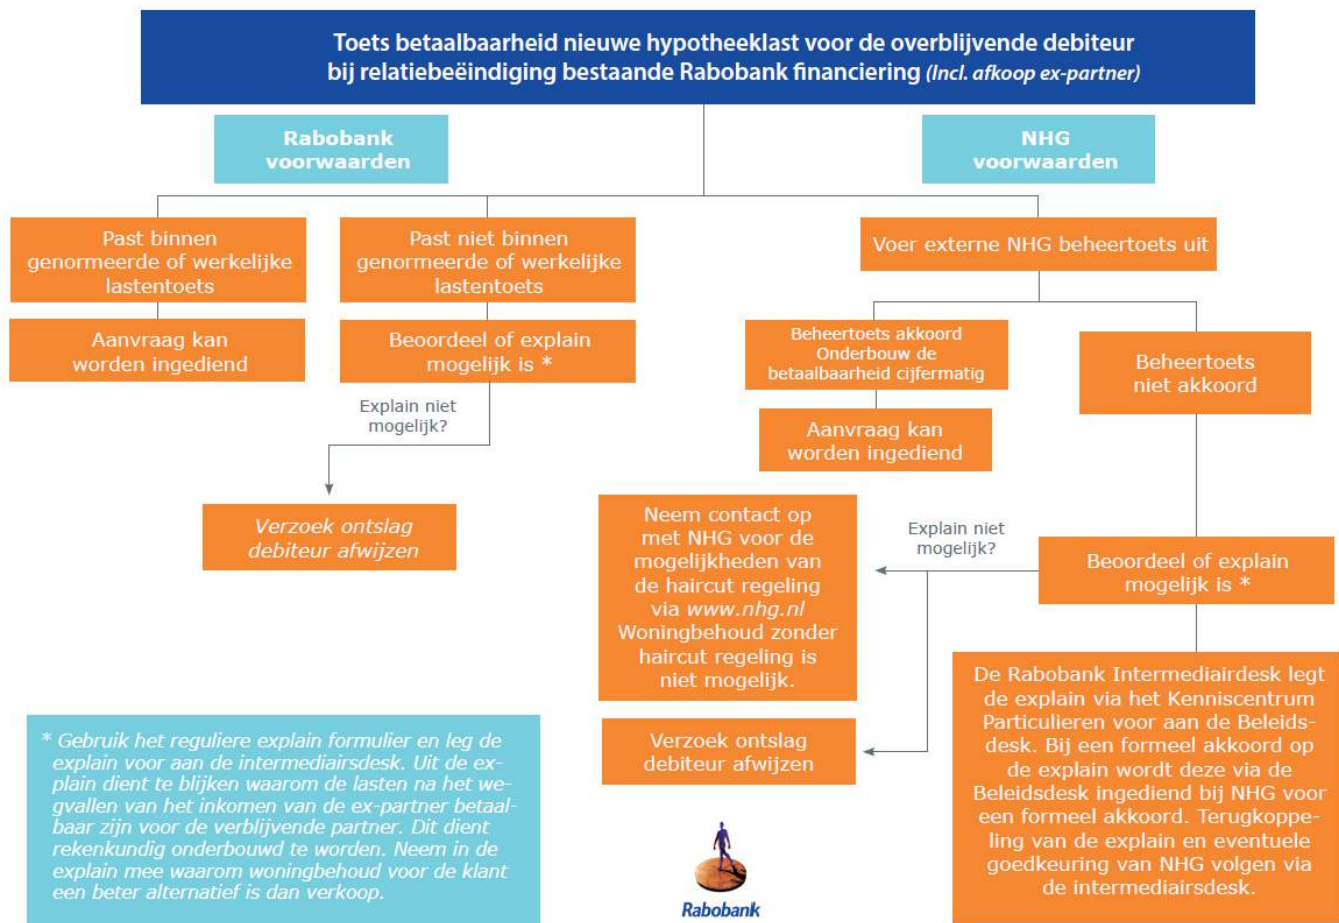 Toets betaalbaarheid nieuwe hypotheeklast voor de overblijvende debiteur
bij relatiebeëindiging bestaande Rabobank financiering (Incl. afkoop ex-partner)
Rabobank
voorwaarden
NHG
voorwaarden
Past binnen
genormeerde of werkelijke
lastentoets
Past niet binnen
genormeerde of werkelijke
lastentoets
Voer externe NHG beheertoets uit
Aanvraag kan
worden ingediend
Beoordeel of explain
mogelijk is *
Beheertoets akkoord
Onderbouw de
betaalbaarheid cijfermatig
Beheertoets
niet akkoord
Explain niet
mogelijk?
Aanvraag kan
worden ingediend
Verzoek ontslag
debiteur afwijzen
Neem contact op
met NHG voor de
mogelijkheden van
de haircut regeling
via www.nhg.nl
Woningbehoud zonder
haircut regeling is
niet mogelijk.
Explain niet
mogelijk?
Beoordeel of explain
mogelijk is *
Verzoek ontslag
debiteur afwijzen
De Rabobank Intermediairdesk legt
de explain via het Kenniscentrum
Particulieren voor aan de Beleids-
desk. Bij een formeel akkoord op
de explain wordt deze via de
Beleidsdesk ingediend bij NHG voor
een formeel akkoord. Terugkoppe-
ling van de explain en eventuele
goedkeuring van NHG volgen via
de intermediairsdesk.
* Gebruik het reguliere explain formulier en leg de
explain voor aan de intermediairsdesk. Uit de ex-
plain dient te blijken waarom de lasten na het we-
gvallen van het inkomen van de ex-partner betaal-
baar zijn voor de verblijvende partner. Dit dient
rekenkundig onderbouwd te worden. Neem in de
explain mee waarom woningbehoud voor de klant
een beter alternatief is dan verkoop.
Rabobank